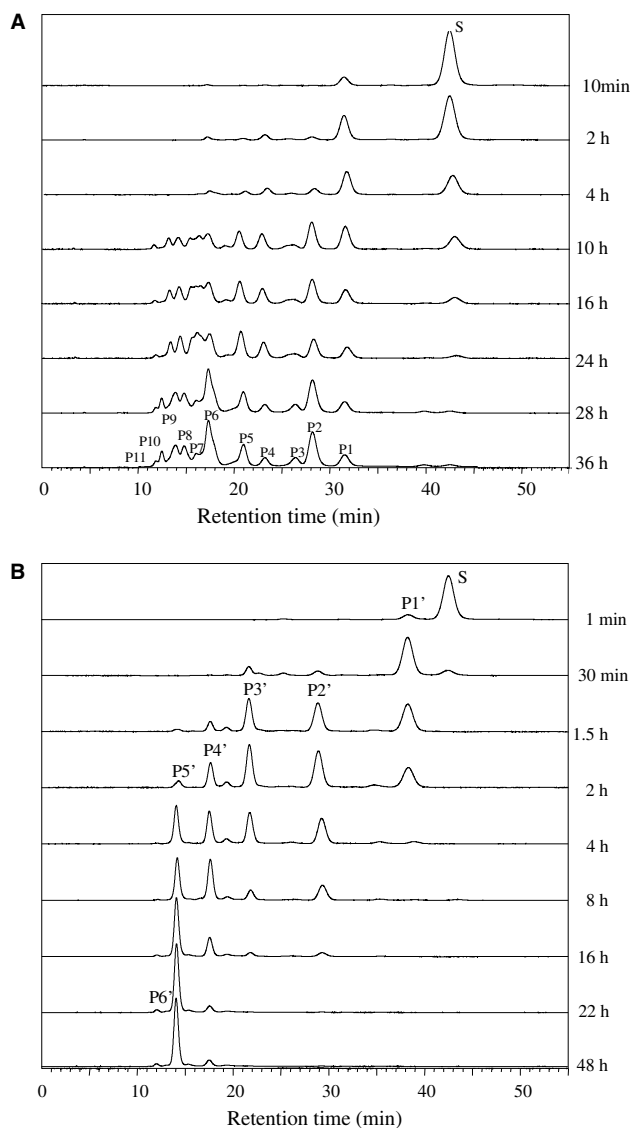 A
S
10min
2 h
4 h
10 h
16 h
24 h
28 h
P9 P6
P10 P8 P7 P5 P4 P3 P2 P1
P11
36 h
0 10 20 30 40 50
Retention time (min)
B
S
P1’
1 min
30 min
P3’ P2’
1.5 h
P4’
P5’
2 h
4 h
8 h
16 h
P6’
22 h
48 h
0 10 20 30 40 50
Retention time (min)